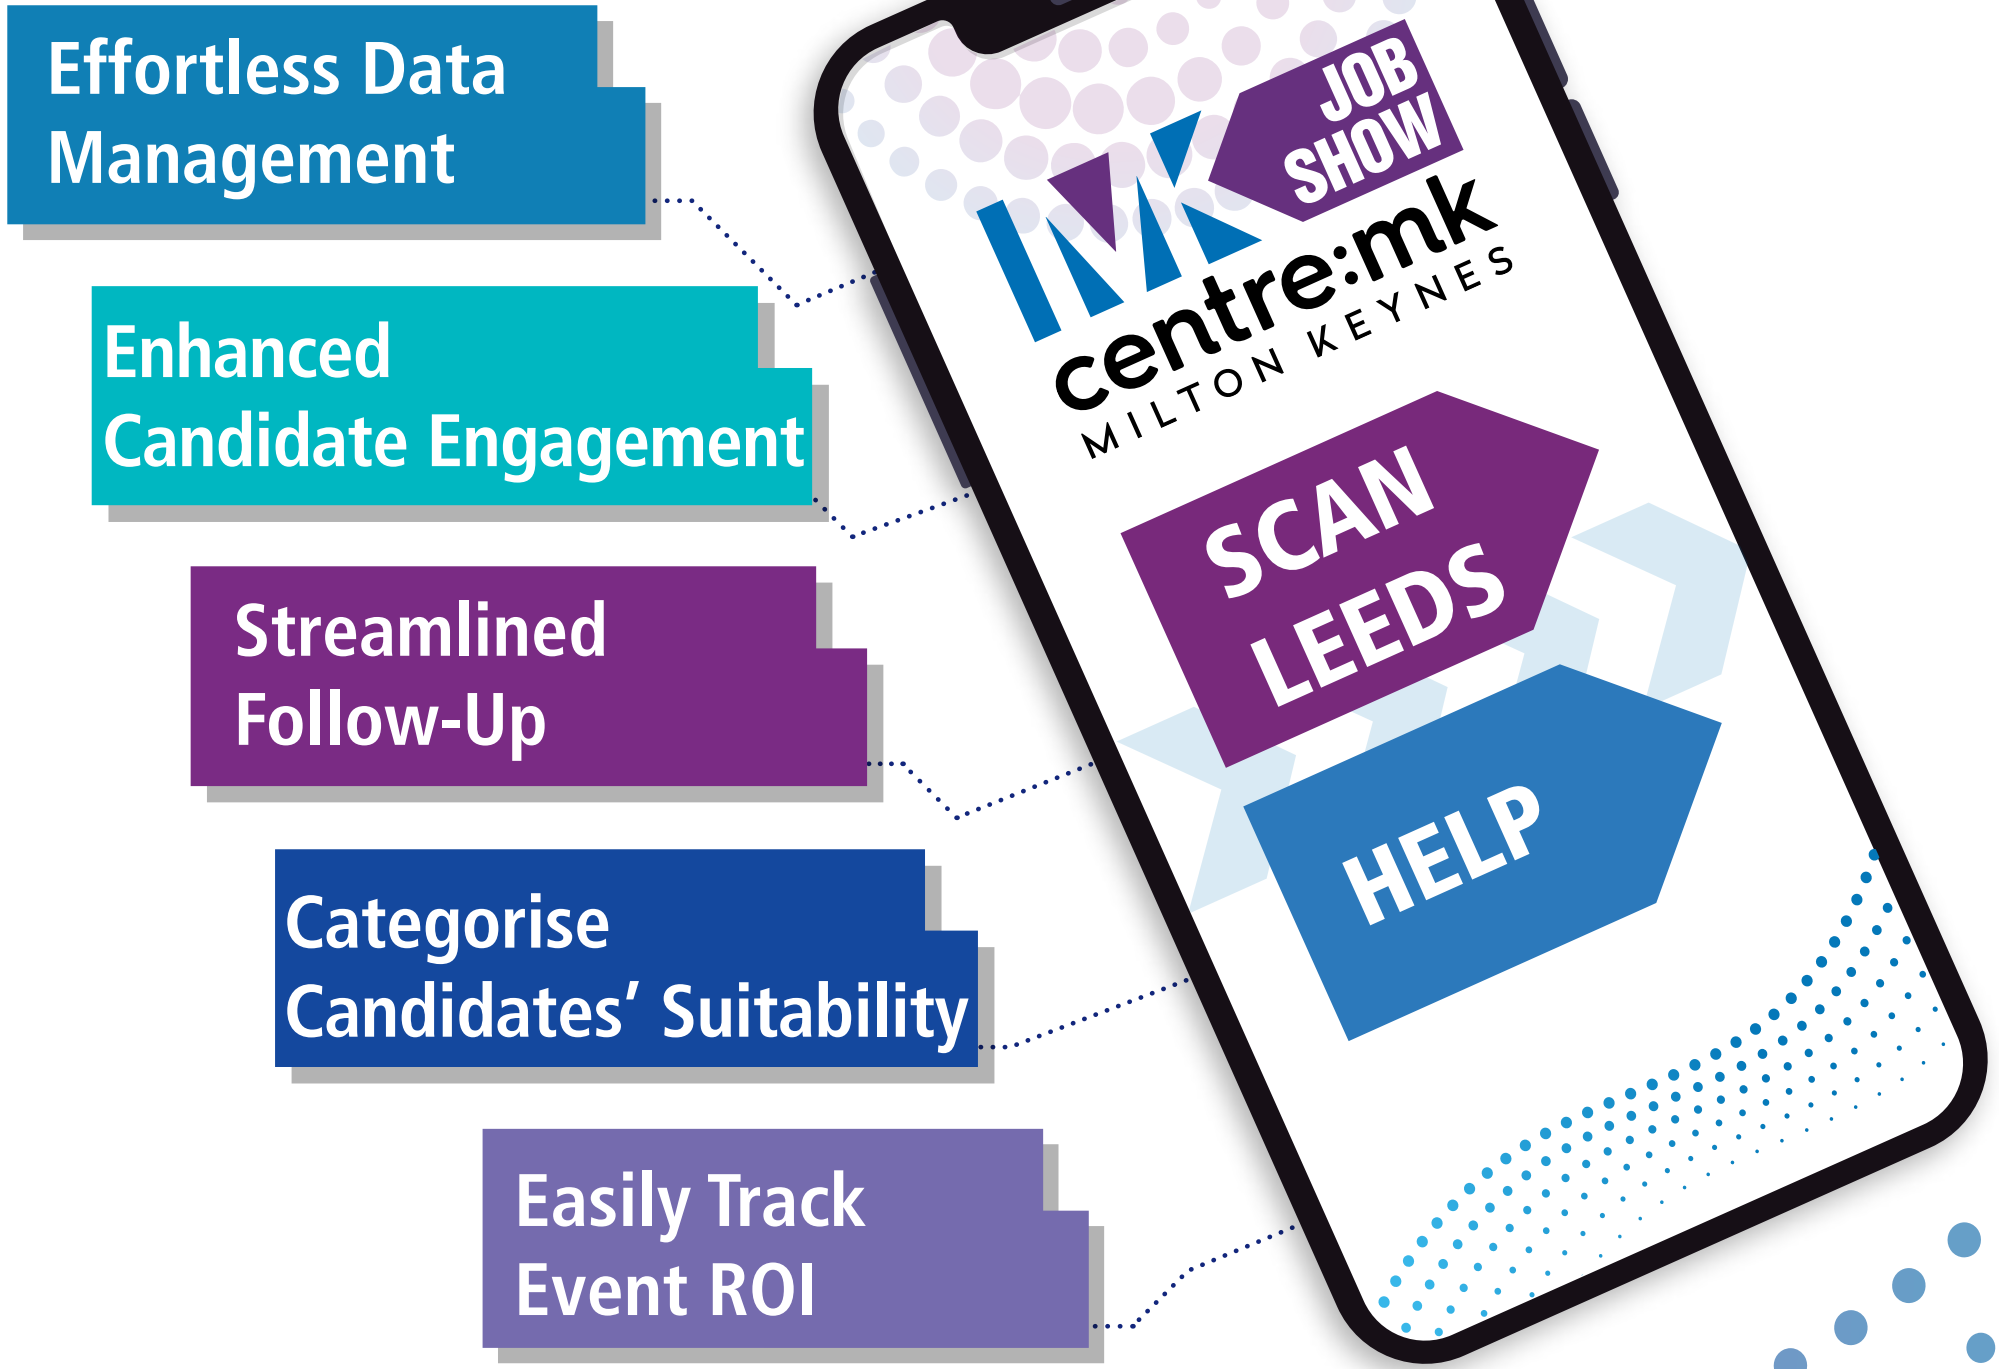 Effortless Data
Management
Enhanced
Candidate Engagement
Streamlined
Follow-Up
Categorise
Candidates’ Suitability
Easily Track
Event ROI
MK
JOB
SHOW
centre:mk
MILTON KEYNES
SCAN
LEEDS
HELP